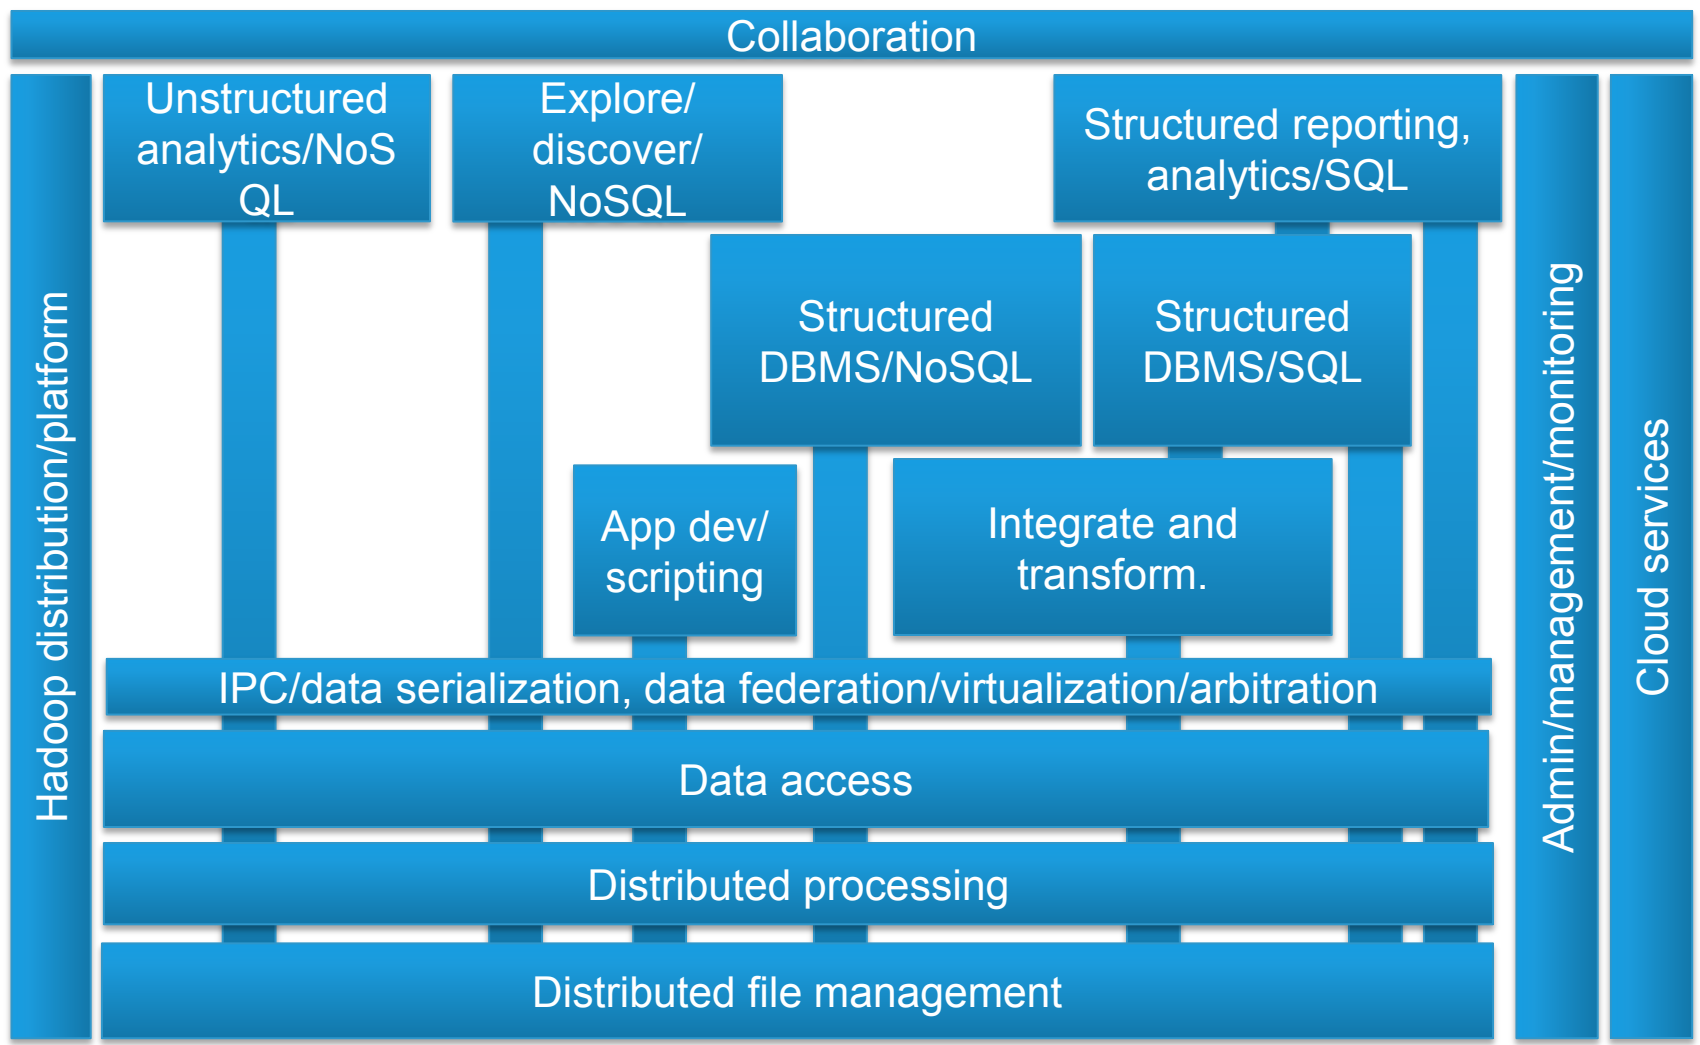 Collaboration
Hadoop distribution/platform
Unstructured
analytics/NoS
QL
Explore/
discover/
NoSQL
Structured reporting,
analytics/SQL
Structured
DBMS/NoSQL
Structured
DBMS/SQL
App dev/
scripting
Integrate and
transform.
IPC/data serialization, data federation/virtualization/arbitration
Data access
Distributed processing
Distributed file management
Admin/management/monitoring
Cloud services